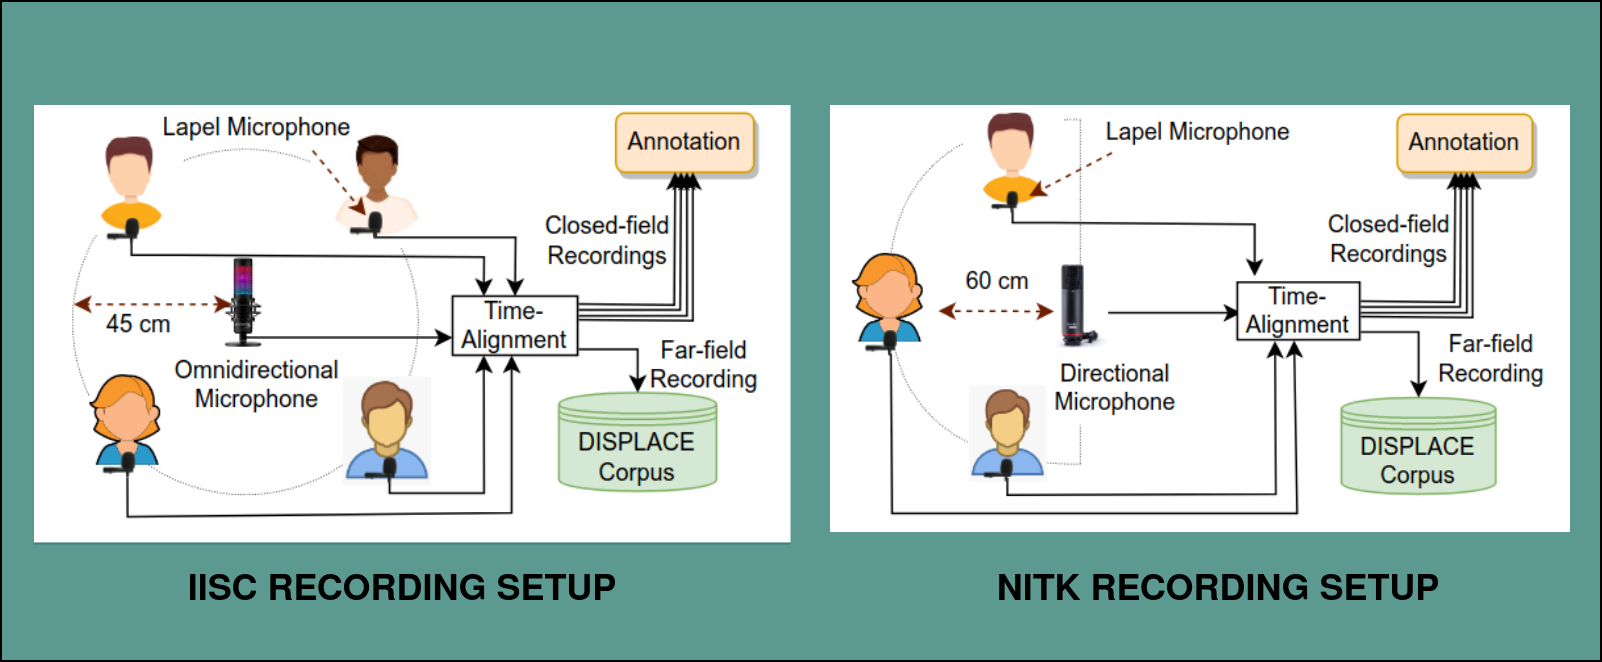 Lapel Microphone
Annotation
Closed-field
Recordings
45 cm
Time-
Alignment
Omnidirectional
Microphone
Far-field
Recording
DISPLACE
Corpus
IISC RECORDING SETUP
Lapel Microphone
Annotation
Closed-field
Recordings
60 cm
Time-
Alignment
Directional
Microphone
Far-field
Recording
DISPLACE
Corpus
NITK RECORDING SETUP